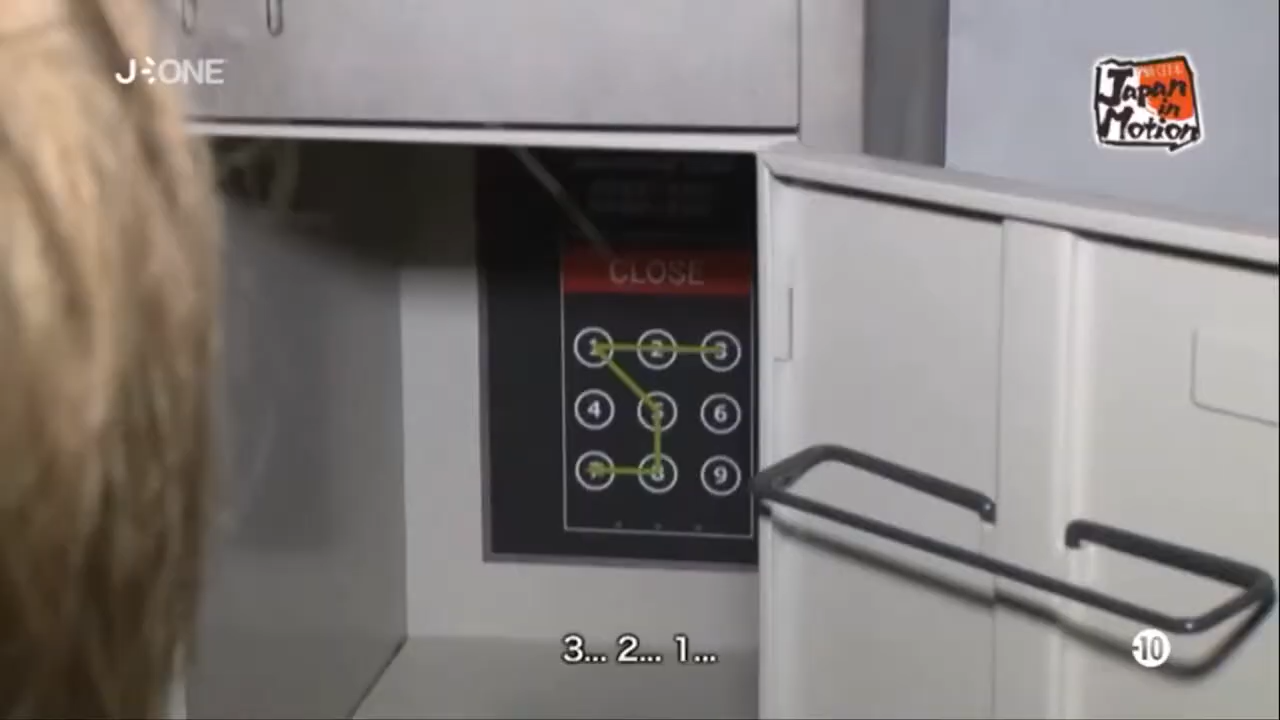 J-ONE
Japan
in
Motion
CLOSE
1 2 3
4 5 6
7 8 9
3... 2... 1...
-10